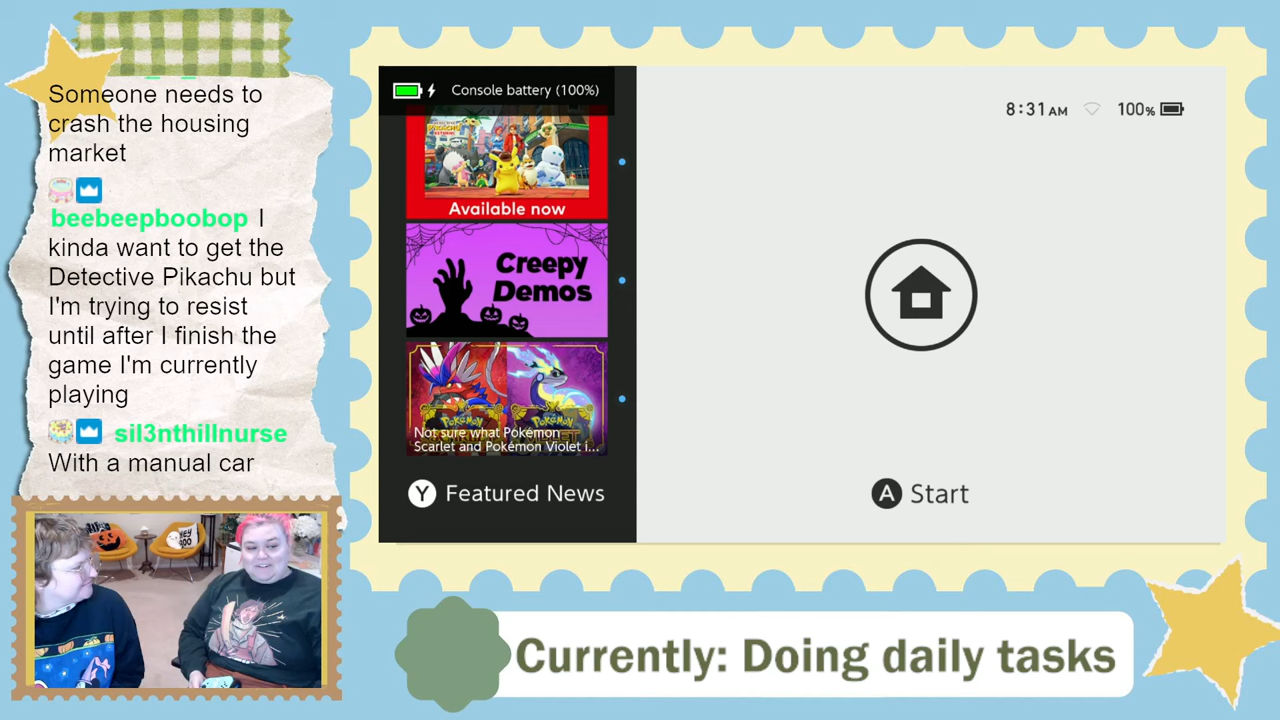 Someone needs to
crash the housing
market
beebeepboobop I
kinda want to get the
Detective Pikachu but
I'm trying to resist
until after I finish the
game I'm currently
playing
sil3nthillnurse
With a manual car
Console battery (100%)
Available now
Creepy
Demos
Not sure what Pokémon
Scarlet and Pokémon Violet i...
Y Featured News
8:31 AM 100%
A Start
HEY
BOO
Currently: Doing daily tasks